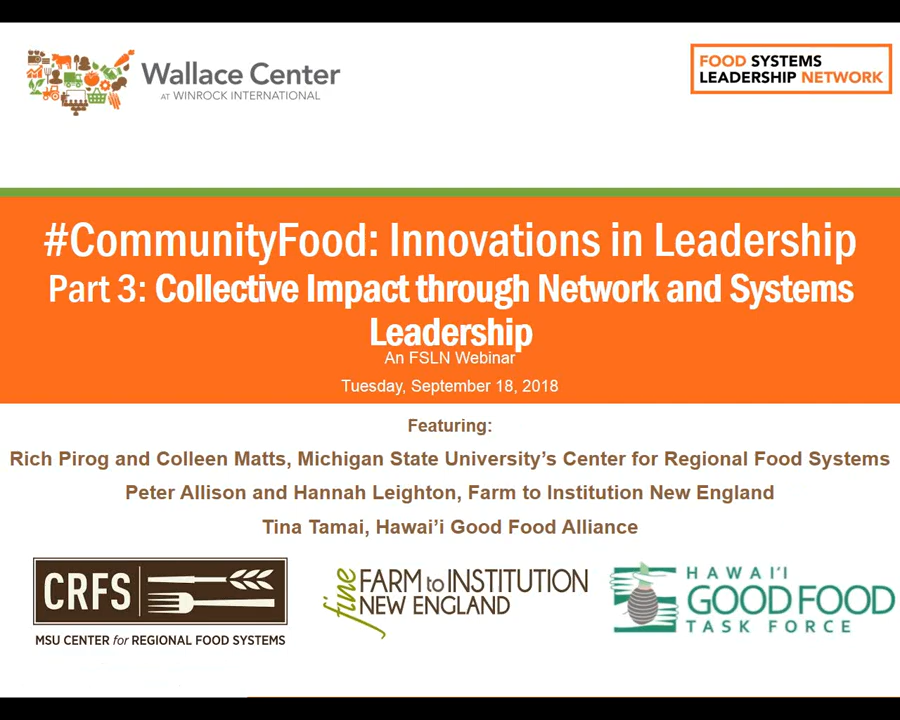 Wallace Center
AT WINROCK INTERNATIONAL
FOOD SYSTEMS
LEADERSHIP NETWORK
#CommunityFood: Innovations in Leadership
Part 3: Collective Impact through Network and Systems
Leadership
An FSLN Webinar
Tuesday, September 18, 2018
Featuring:
Rich Pirog and Colleen Matts, Michigan State University’s Center for Regional Food Systems
Peter Allison and Hannah Leighton, Farm to Institution New England
Tina Tamai, Hawai’i Good Food Alliance
CRFS
MSU CENTER for REGIONAL FOOD SYSTEMS
fine
FARM to INSTITUTION
NEW ENGLAND
HAWAI’I
GOOD FOOD
TASK FORCE